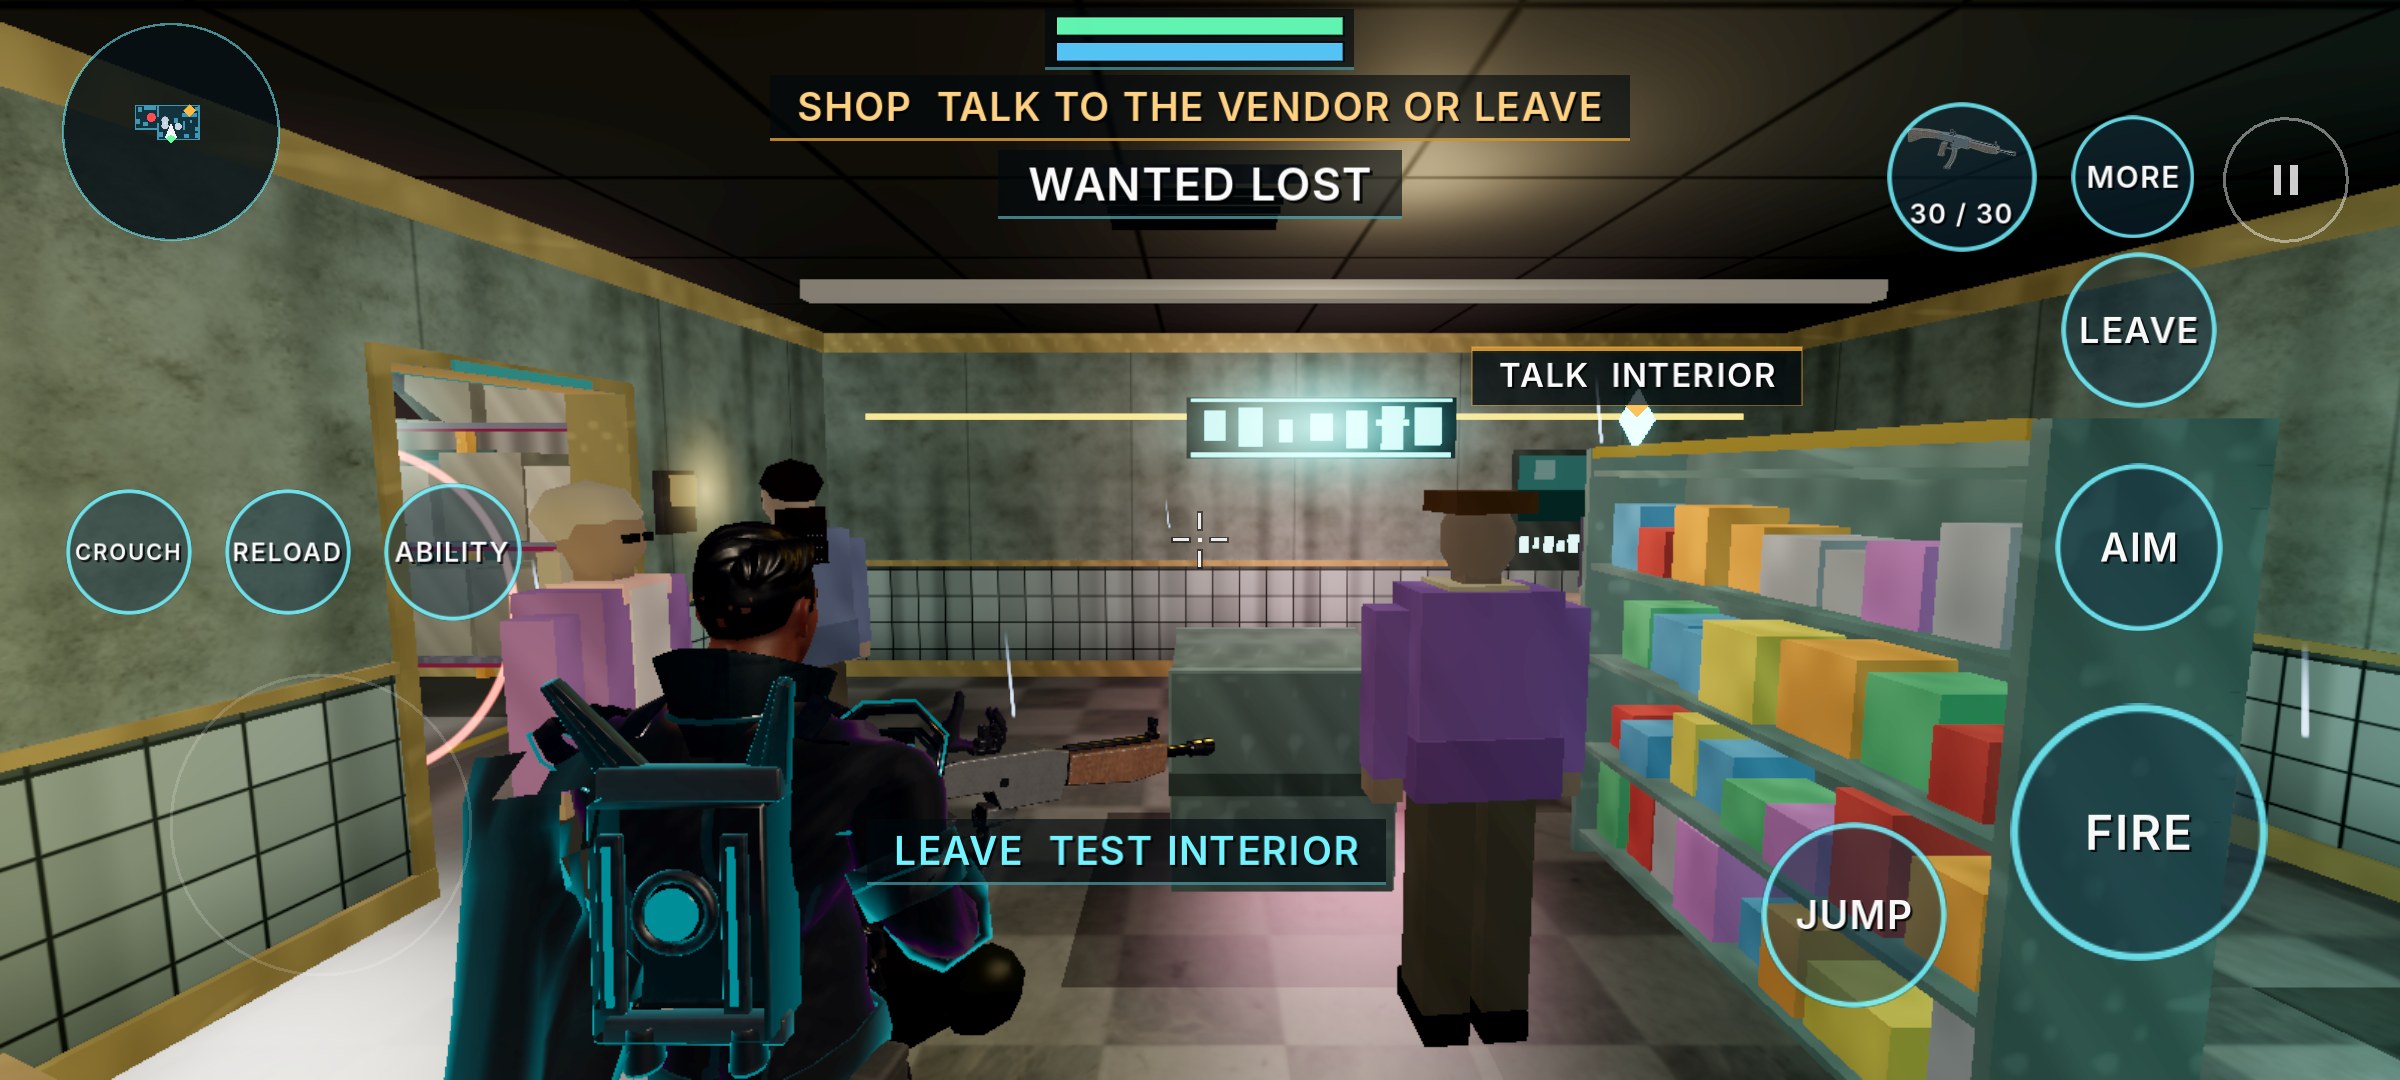 SHOP TALK TO THE VENDOR OR LEAVE
WANTED LOST
30 / 30
MORE
LEAVE
TALK INTERIOR
CROUCH
RELOAD
ABILITY
AIM
FIRE
LEAVE TEST INTERIOR
JUMP